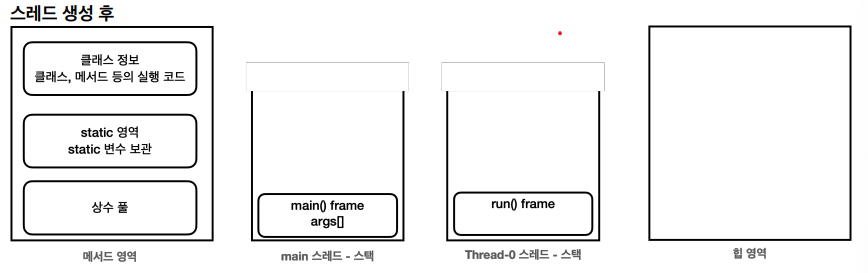 스레드 생성 후
클래스 정보
클래스, 메서드 등의 실행 코드
static 영역
static 변수 보관
상수 풀
메서드 영역
main() frame
args[]
main 스레드 - 스택
run() frame
Thread-0 스레드 - 스택
힙 영역